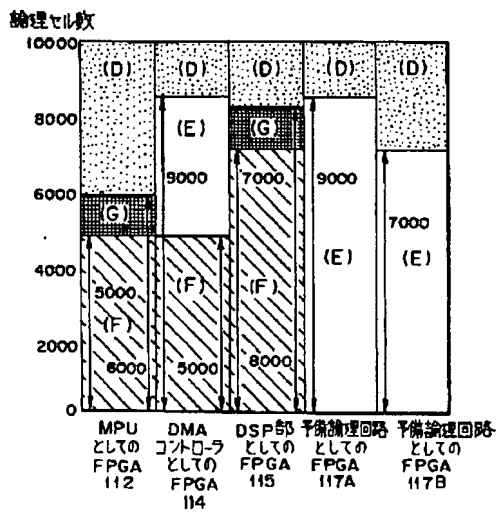 論理セル数
10000
8000
6000
4000
2000
0
(D)
(D)
(D)
(D)
(D)
(E)
(G)
9000
7000
9000
(G)
7000
(E)
(E)
5000
(F)
(F)
(F)
6000
5000
8000
MPU
としての
FPGA
112
DMA
コントローラ
としての
FPGA
114
DSP部
としての
FPGA
115
予備論理回路
としての
FPGA
117A
予備論理回路
としての
FPGA
117B